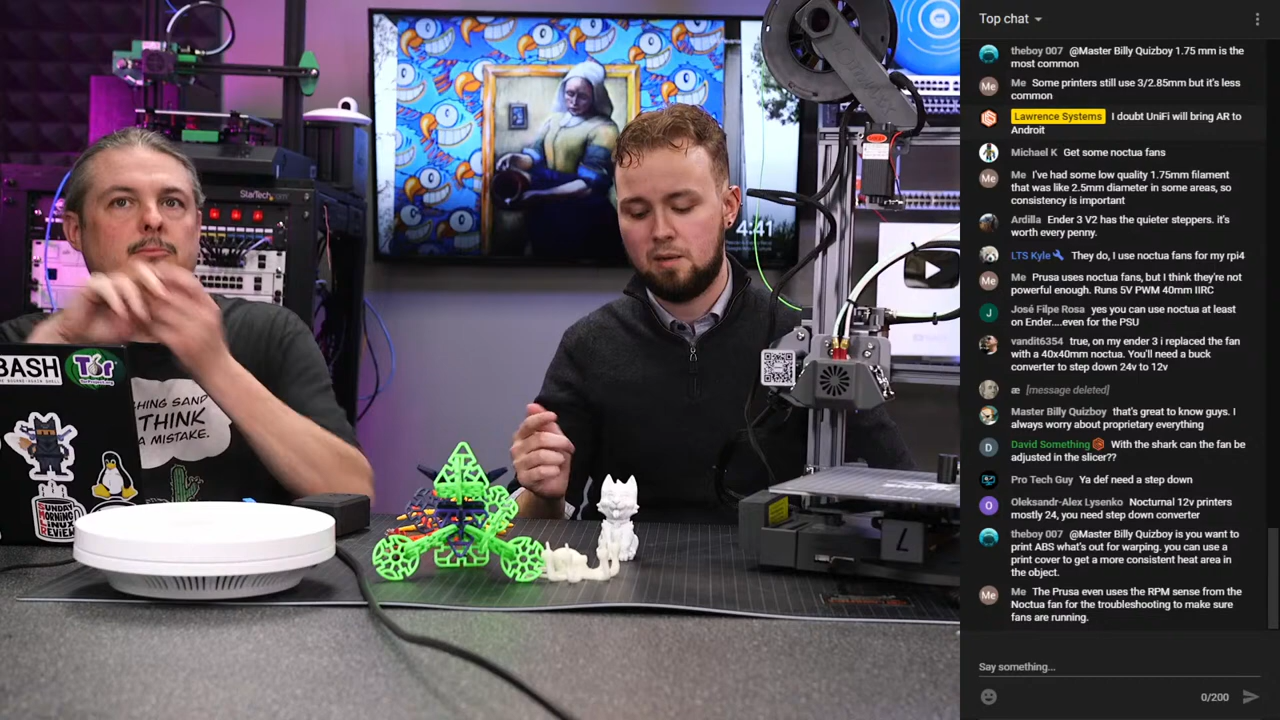 StarTech.com
4:41
BASH
Tor
TheProject.org
THINK
A MISTAKE.
SUNDAY
MORNING
LINUX
REVIEW
Top chat
theboy 007 @Master Billy Quizboy 1.75 mm is the
most common
Me Some printers still use 3/2.85mm but it's less
common
Lawrence Systems I doubt UniFi will bring AR to
Androit
Michael K Get some noctua fans
Me I've had some low quality 1.75mm filament
that was like 2.5mm diameter in some areas, so
consistency is important
Ardilla Ender 3 V2 has the quieter steppers. it's
worth every penny.
LTS Kyle They do, I use noctua fans for my rpi4
Me Prusa uses noctua fans, but I think they're not
powerful enough. Runs 5V PWM 40mm IIRC
J José Filpe Rosa yes you can use noctua at least
on Ender....even for the PSU
vandit6354 true, on my ender 3 i replaced the fan
with a 40x40mm noctua. You'll need a buck
converter to step down 24v to 12v
æ [message deleted]
Master Billy Quizboy that's great to know guys. I
always worry about proprietary everything
D David Something With the shark can the fan be
adjusted in the slicer??
Pro Tech Guy Ya def need a step down
O Oleksandr-Alex Lysenko Nocturnal 12v printers
mostly 24, you need step down converter
theboy 007 @Master Billy Quizboy is you want to
print ABS what's out for warping. you can use a
print cover to get a more consistent heat area in
the object.
Me The Prusa even uses the RPM sense from the
Noctua fan for the troubleshooting to make sure
fans are running.
Say something...
0/200